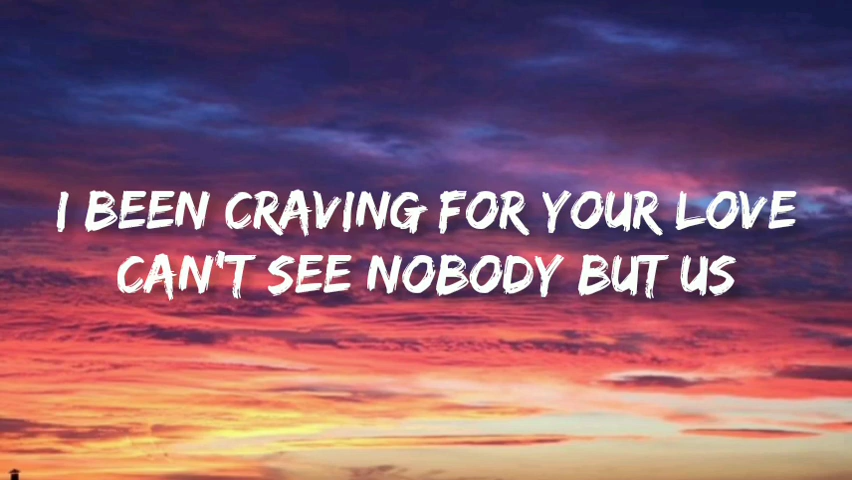 I BEEN CRAVING FOR YOUR LOVE
CAN'T SEE NOBODY BUT US